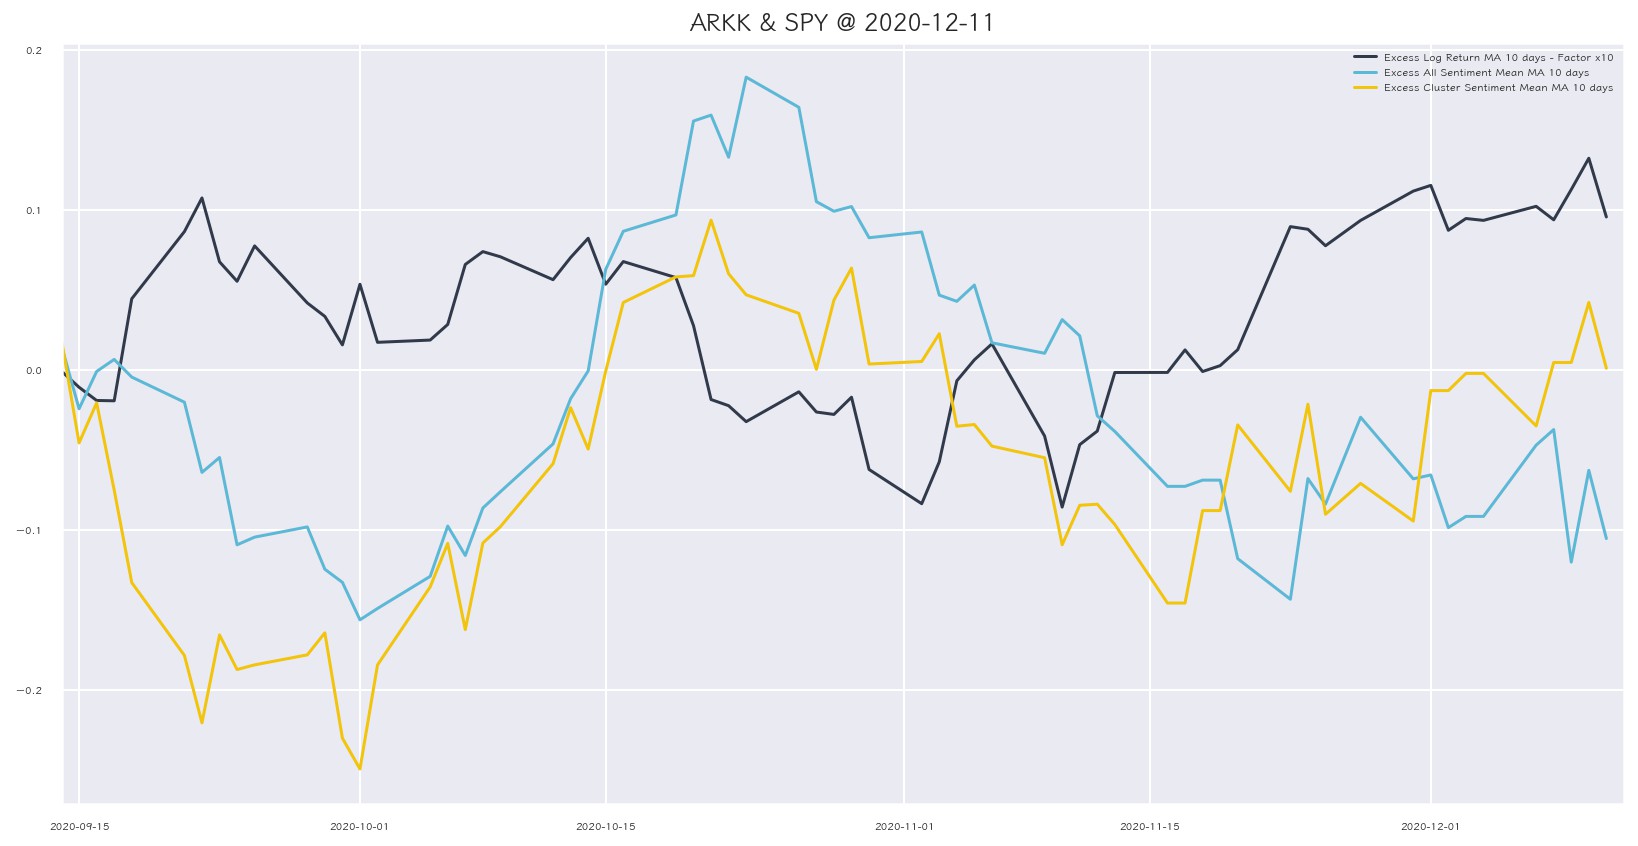 ARKK & SPY @ 2020-12-11
Excess Log Return MA 10 days - Factor x10
Excess All Sentiment Mean MA 10 days
Excess Cluster Sentiment Mean MA 10 days
0.2
0.1
0.0
−0.1
−0.2
2020-09-15 2020-10-01 2020-10-15 2020-11-01 2020-11-15 2020-12-01